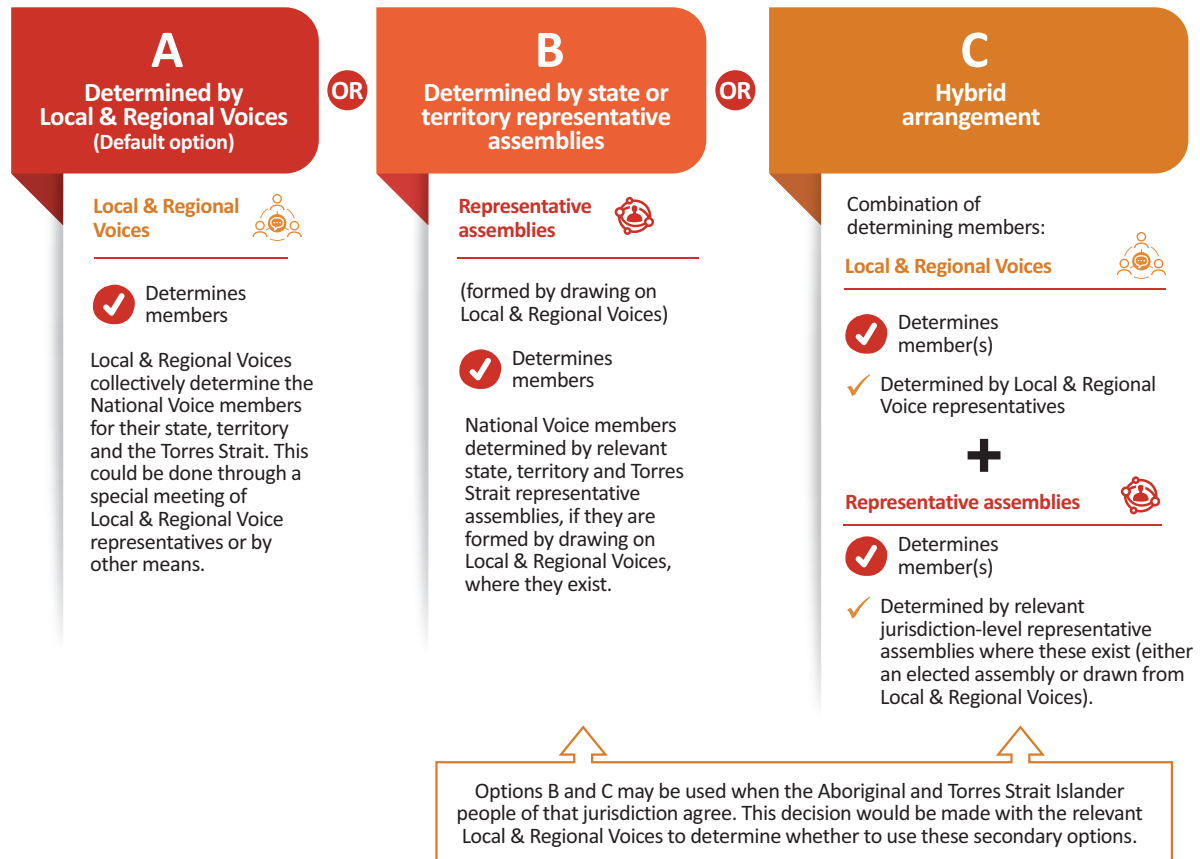 A
Determined by
Local & Regional Voices
(Default option)
OR
B
Determined by state or
territory representative
assemblies
OR
C
Hybrid
arrangement
Local & Regional
Voices
Determines
members
Local & Regional Voices
collectively determine the
National Voice members
for their state, territory
and the Torres Strait. This
could be done through a
special meeting of
Local & Regional Voice
representatives or by
other means.
Representative
assemblies
(formed by drawing on
Local & Regional Voices)
Determines
members
National Voice members
determined by relevant
state, territory and Torres
Strait representative
assemblies, if they are
formed by drawing on
Local & Regional Voices,
where they exist.
Combination of
determining members:
Local & Regional Voices
Determines
member(s)
Determined by Local & Regional
Voice representatives
+
Representative assemblies
Determines
member(s)
Determined by relevant
jurisdiction-level representative
assemblies where these exist (either
an elected assembly or drawn from
Local & Regional Voices).
Options B and C may be used when the Aboriginal and Torres Strait Islander
people of that jurisdiction agree. This decision would be made with the relevant
Local & Regional Voices to determine whether to use these secondary options.